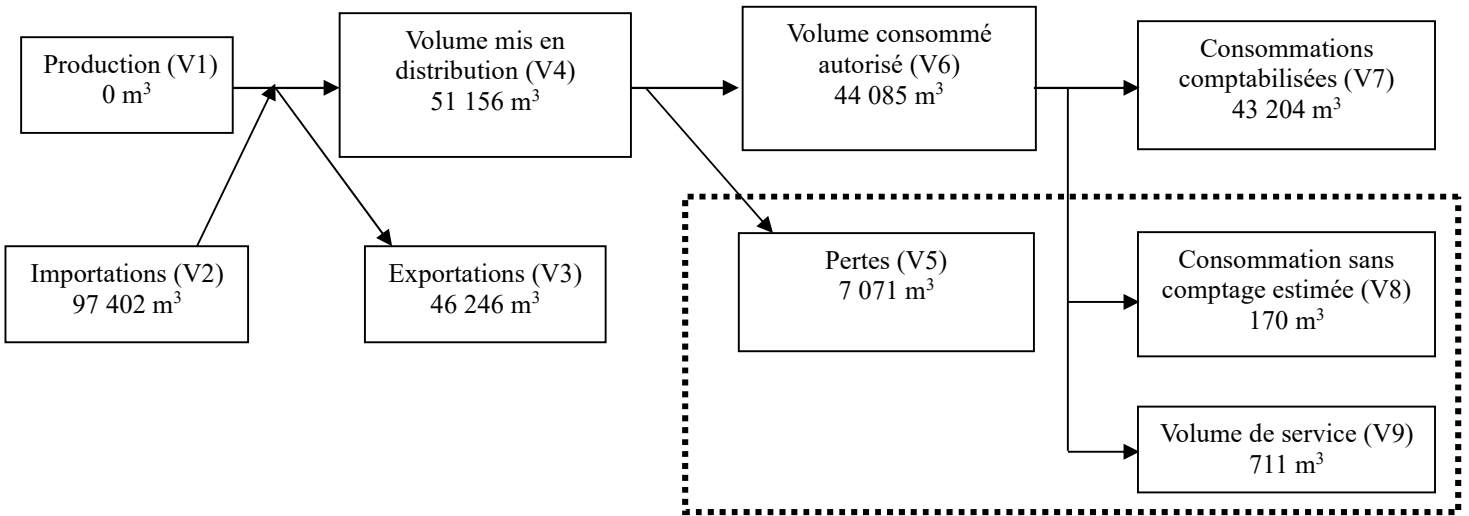 Production (V1)
0 m³
Volume mis en
distribution (V4)
51 156 m³
Volume consommé
autorisé (V6)
44 085 m³
Consommations
comptabilisées (V7)
43 204 m³
Importations (V2)
97 402 m³
Exportations (V3)
46 246 m³
Pertes (V5)
7 071 m³
Consommation sans
comptage estimée (V8)
170 m³
Volume de service (V9)
711 m³